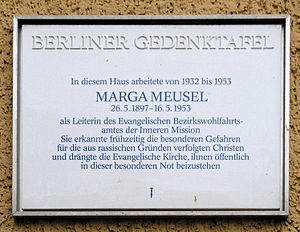 BERLINER GEDENKTAFEL
In diesem Haus arbeitete von 1932 bis 1953
MARGA MEUSEL
26.5.1897-16.5.1953
als Leiterin des Evangelischen Bezirkswohlfahrts-
amtes der Inneren Mission
Sie erkannte frühzeitig die besonderen Gefahren
für die aus rassischen Gründen verfolgten Christen
und drängte die Evangelische Kirche, ihnen öffentlich
in dieser besonderen Not beizustehen